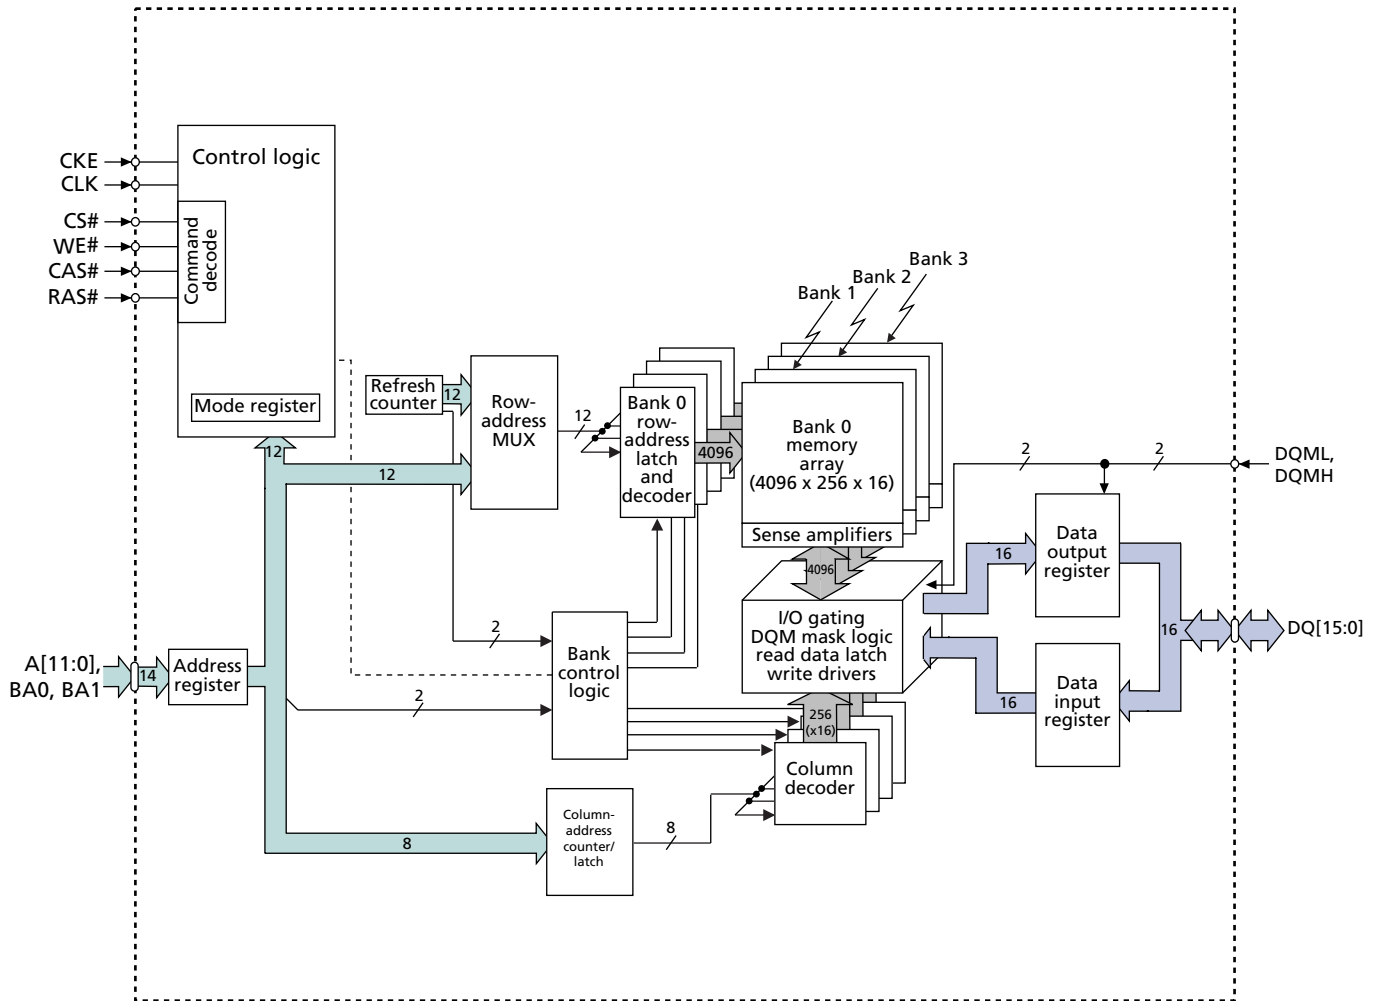 Control logic
CKE
CLK
CS#
WE#
CAS#
RAS#
Command
decode
Mode register
Bank 3
Bank 2
Bank 1
Refresh
counter
12
Row-
address
MUX
12
Bank 0
row-
address
latch
and
decoder
4096
Bank 0
memory
array
(4096 x 256 x 16)
Sense amplifiers
4096
12
12
2
2
DQML,
DQMH
Data
output
register
16
16
DQ[15:0]
I/O gating
DQM mask logic
read data latch
write drivers
16
Data
input
register
2
Bank
control
logic
A[11:0],
BA0, BA1
14
Address
register
2
256
(x16)
Column
decoder
8
Column-
address
counter/
latch
8